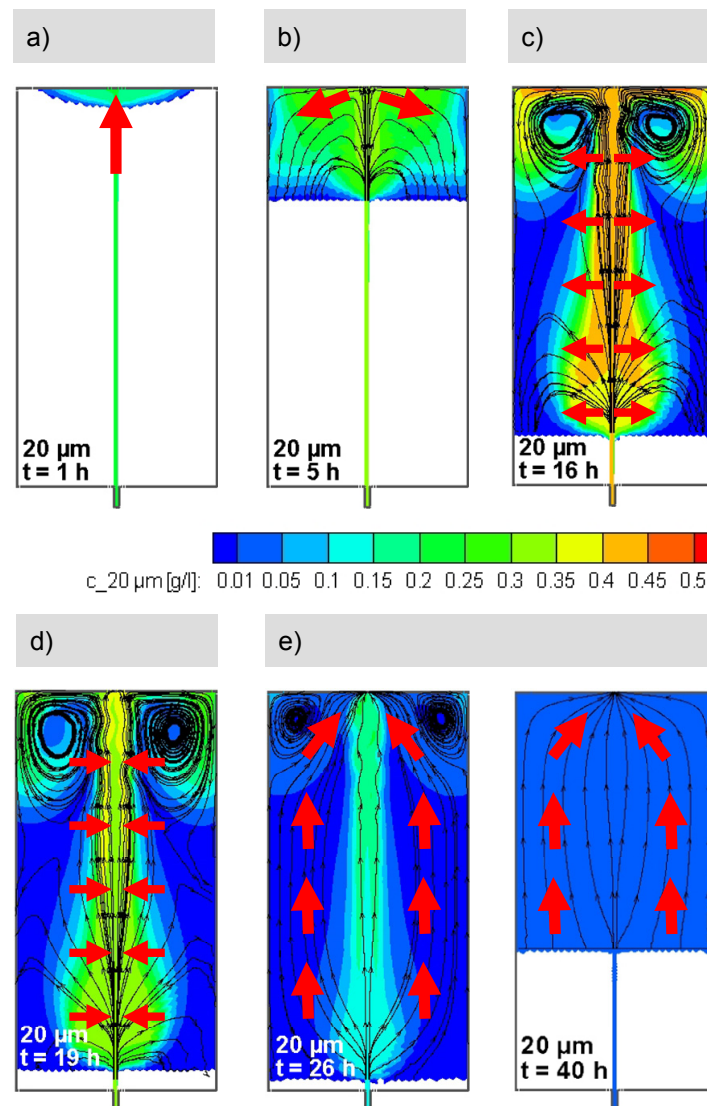 a)
b)
c)
20 µm
t = 1 h
20 µm
t = 5 h
20 µm
t = 16 h
c_20 µm [g/l]: 0.01 0.05 0.1 0.15 0.2 0.25 0.3 0.35 0.4 0.45 0.5
d)
e)
20 µm
t = 19 h
20 µm
t = 26 h
20 µm
t = 40 h